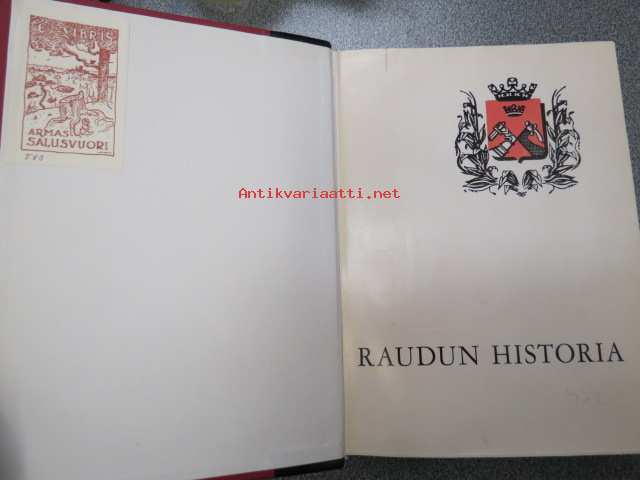 EX LIBRIS
ARMAS
SALUSVUORI
Antikvariaatti.net
RAUDUN HISTORIA